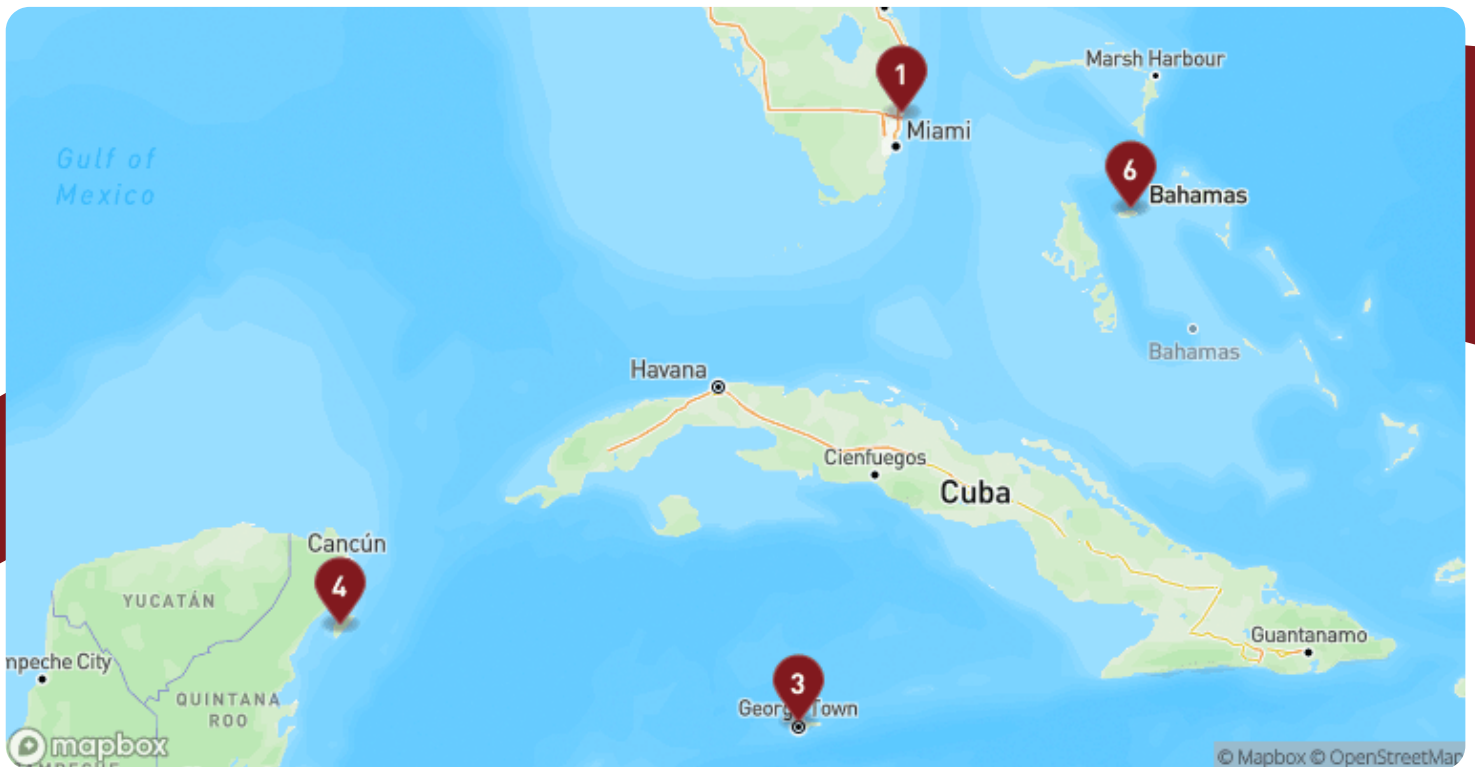 Marsh Harbour
1
Miami
Gulf of
Mexico
6
Bahamas
Bahamas
Havana
Cienfuegos
Cuba
Cancún
4
YUCATÁN
Guantanamo
mpeche City
3
QUINTANA
ROO
George Town
mapbox
© Mapbox © OpenStreetMap